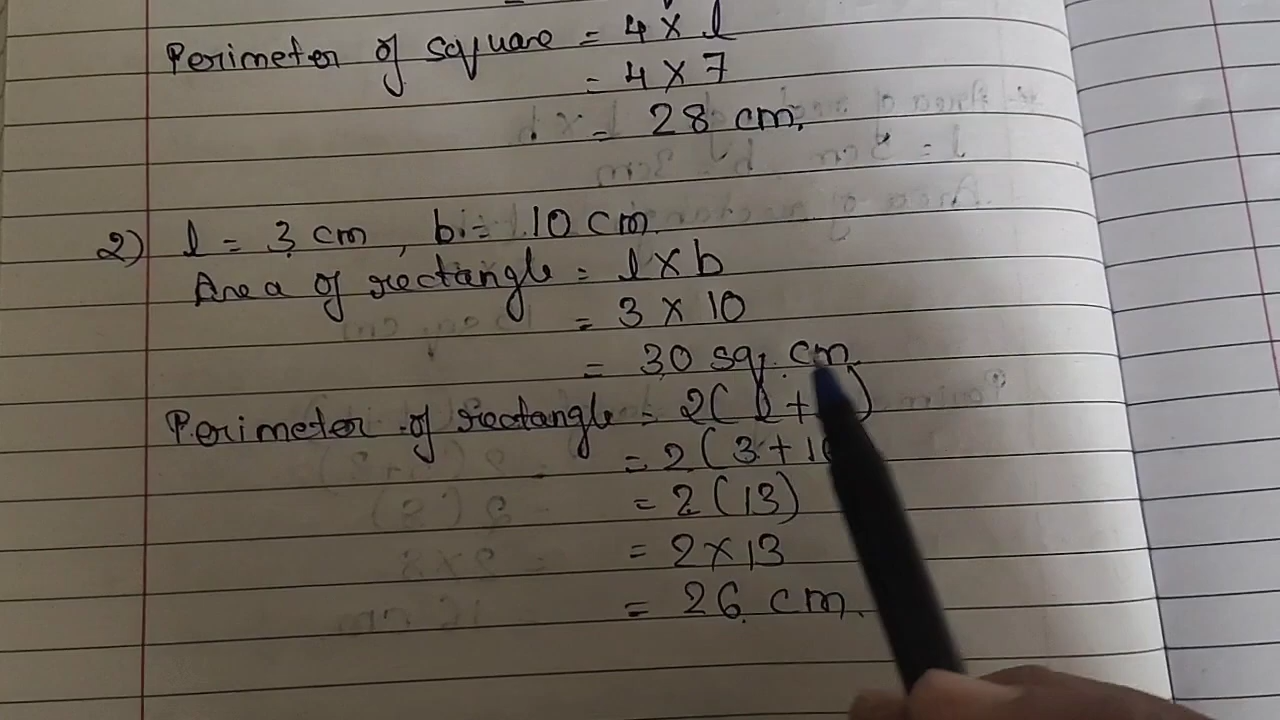 Perimeter of square = 4 x l
= 4 x 7
= 28 cm.
2) l = 3 cm, b = 10 cm.
Area of rectangle = l x b
= 3 x 10
= 30 sq. cm
Perimeter of rectangle = 2( l + )
= 2 ( 3 + 10
= 2 (13)
= 2 x 13
= 26 cm.